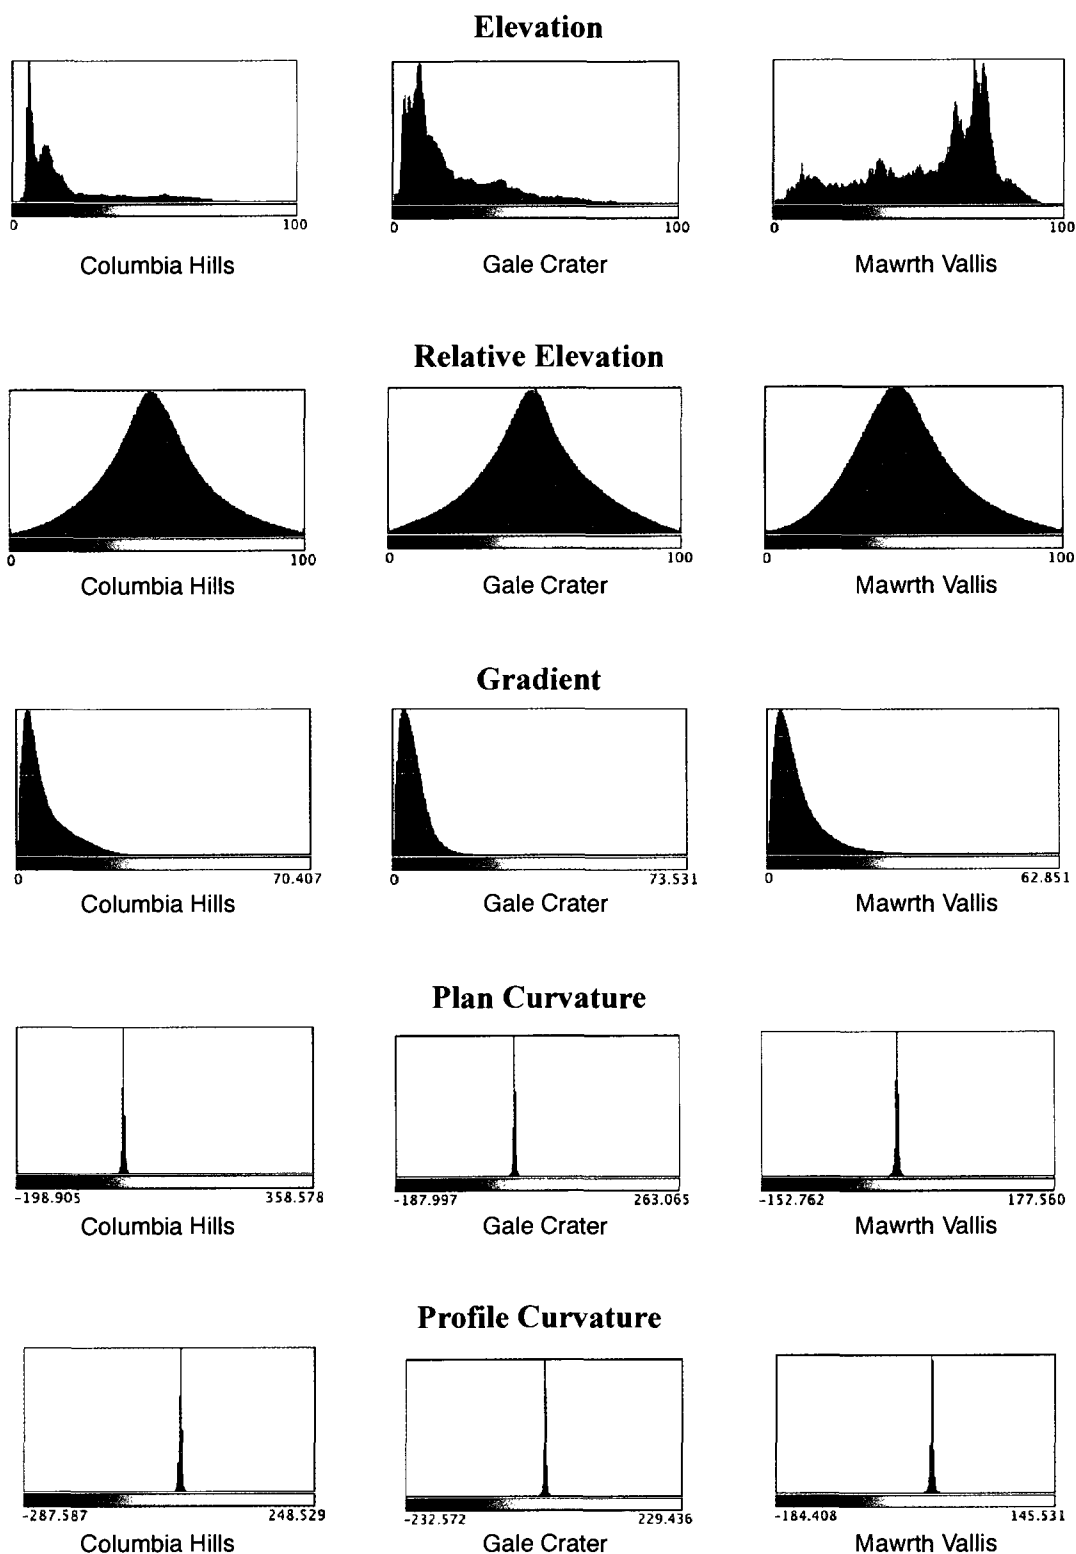 Elevation
0 100 0 100 0 100
Columbia Hills Gale Crater Mawrth Vallis
Relative Elevation
0 100 0 100 0 100
Columbia Hills Gale Crater Mawrth Vallis
Gradient
0 70.407 0 73.531 0 62.851
Columbia Hills Gale Crater Mawrth Vallis
Plan Curvature
-198.905 358.578 -187.997 263.065 -152.762 177.560
Columbia Hills Gale Crater Mawrth Vallis
Profile Curvature
-287.587 248.529 -232.572 229.436 -184.408 145.531
Columbia Hills Gale Crater Mawrth Vallis